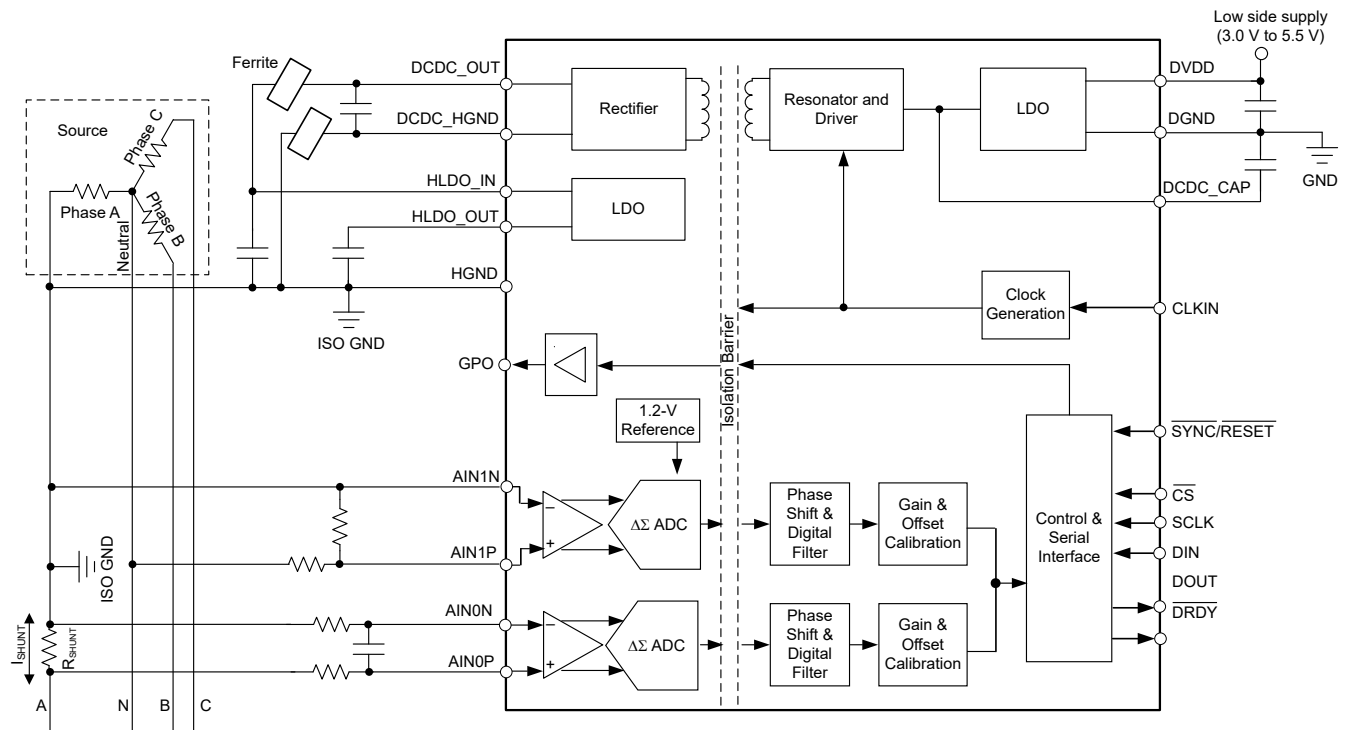 Low side supply
(3.0 V to 5.5 V)
Ferrite
DCDC_OUT
DVDD
Source
Phase C
Rectifier
Resonator and
Driver
LDO
DCDC_HGND
DGND
GND
HLDO_IN
DCDC_CAP
Phase A
Phase B
Neutral
HLDO_OUT
LDO
HGND
Clock
Generation
CLKIN
ISO GND
Isolation Barrier
GPO
1.2-V
Reference
SYNC/RESET
AIN1N
Phase
Shift &
Digital
Filter
Gain &
Offset
Calibration
CS
−
+
ΔΣ ADC
Control &
Serial
Interface
SCLK
AIN1P
DIN
ISO GND
DOUT
AIN0N
Phase
Shift &
Digital
Filter
Gain &
Offset
Calibration
DRDY
ISHUNT
RSHUNT
−
+
ΔΣ ADC
AIN0P
A N B C